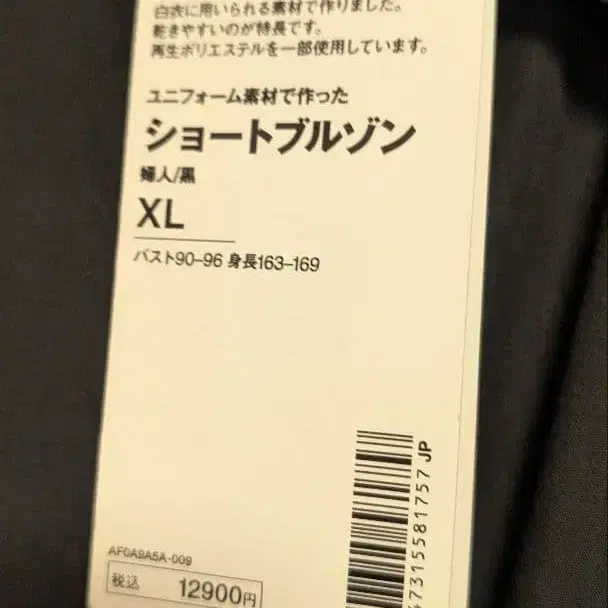 白衣に用いられる素材で作りました。
乾きやすいのが特長です。
再生ポリエステルを一部使用しています。
ユニフォーム素材で作った
ショートブルゾン
婦人/黒
XL
バスト90–96 身長163–169
7315581757 JP
AF0A9A5A-009
税込 12900円